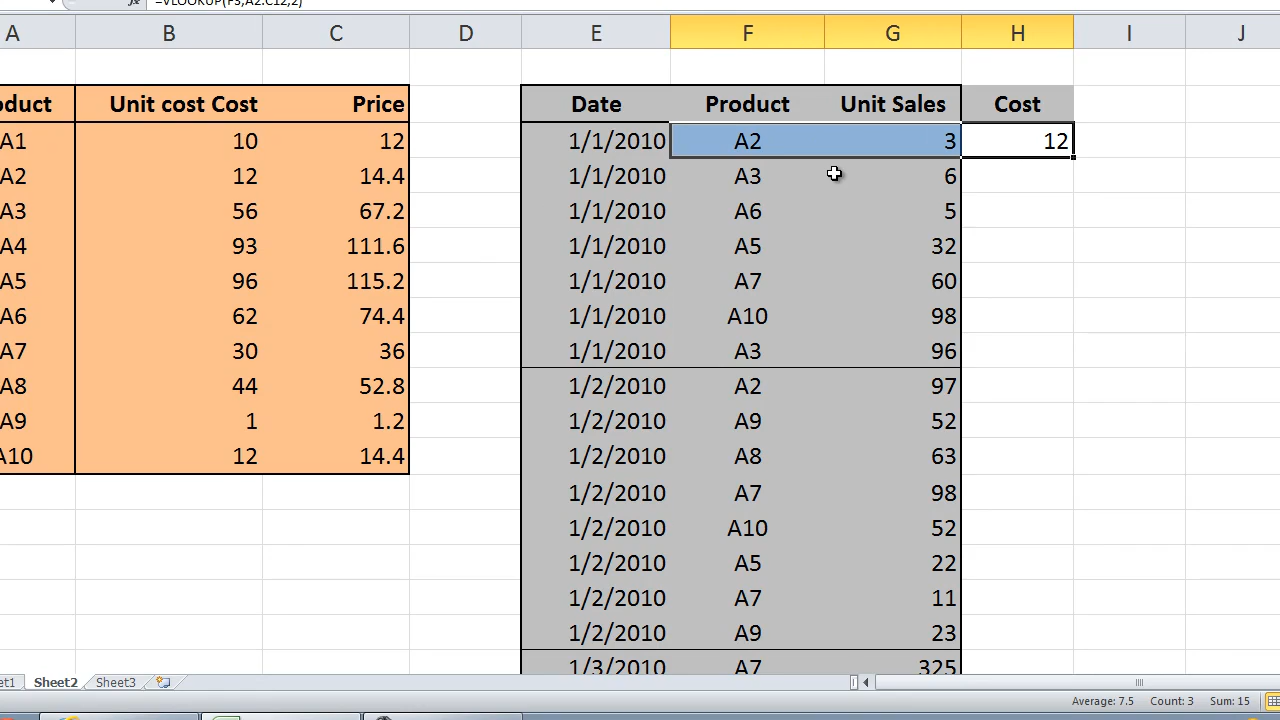 =VLOOKUP(F3,A2:C12,2)
A B C D E F G H I J
oduct Unit cost Cost Price Date Product Unit Sales Cost
A1 10 12 1/1/2010 A2 3 12
A2 12 14.4 1/1/2010 A3 6
A3 56 67.2 1/1/2010 A6 5
A4 93 111.6 1/1/2010 A5 32
A5 96 115.2 1/1/2010 A7 60
A6 62 74.4 1/1/2010 A10 98
A7 30 36 1/1/2010 A3 96
A8 44 52.8 1/2/2010 A2 97
A9 1 1.2 1/2/2010 A9 52
A10 12 14.4 1/2/2010 A8 63
1/2/2010 A7 98
1/2/2010 A10 52
1/2/2010 A5 22
1/2/2010 A7 11
1/2/2010 A9 23
1/3/2010 A7 325
et1 Sheet2 Sheet3
Average: 7.5 Count: 3 Sum: 15